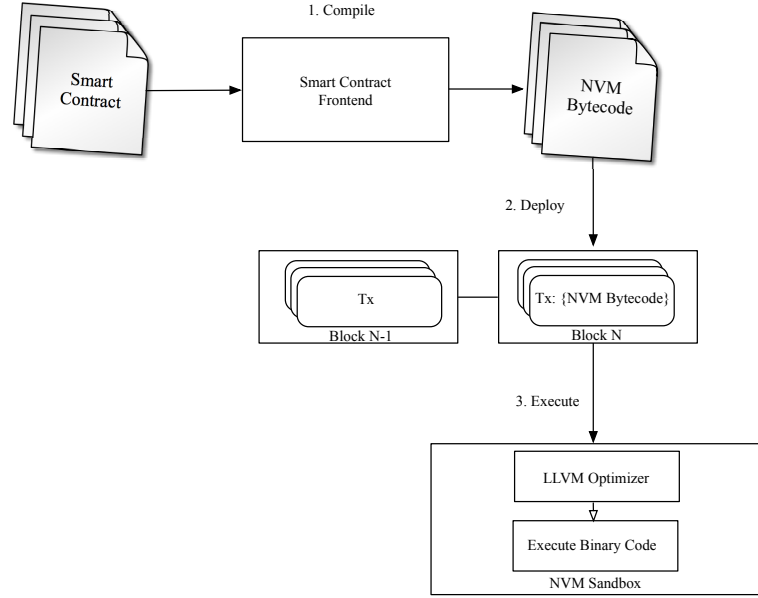 1. Compile
Smart
Contract
Smart Contract
Frontend
NVM
Bytecode
2. Deploy
Tx
Block N-1
Tx: {NVM Bytecode}
Block N
3. Execute
LLVM Optimizer
Execute Binary Code
NVM Sandbox